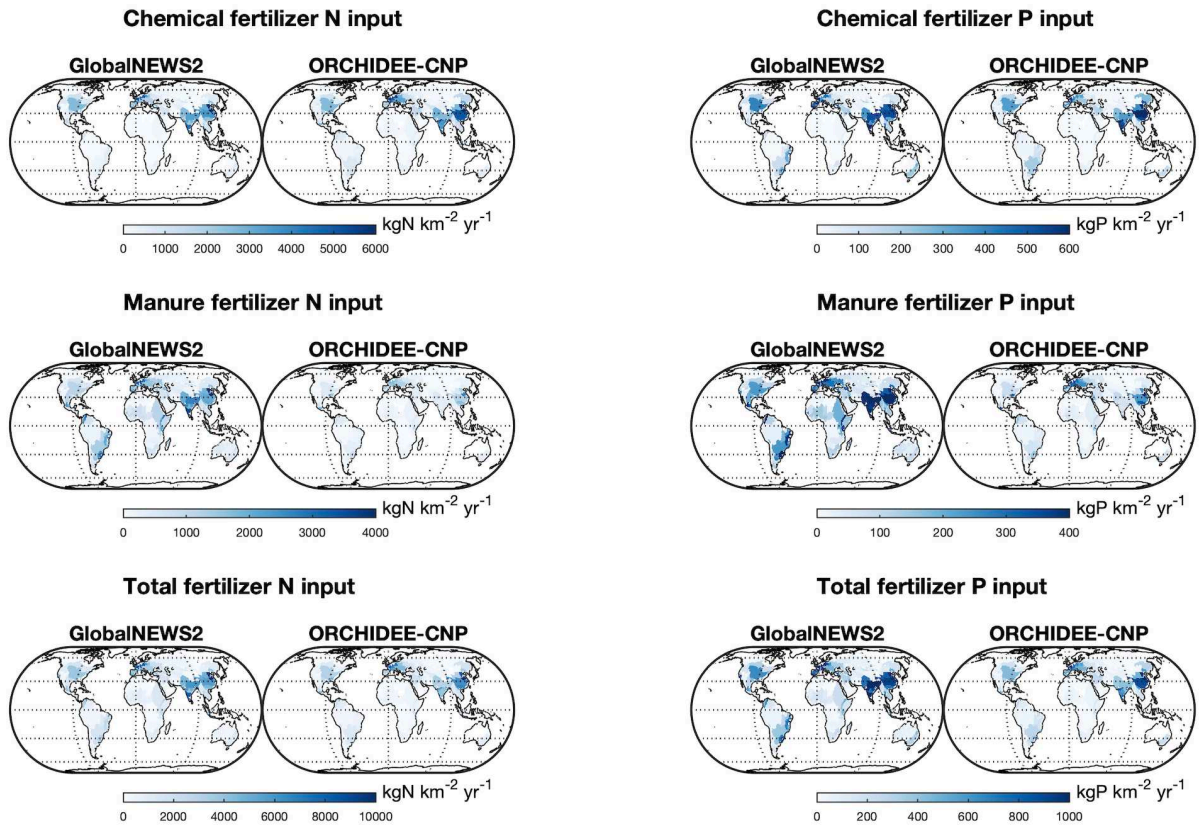 Chemical fertilizer N input
GlobalNEWS2 ORCHIDEE-CNP
kgN km-2 yr-1
0 1000 2000 3000 4000 5000 6000
Chemical fertilizer P input
GlobalNEWS2 ORCHIDEE-CNP
kgP km-2 yr-1
0 100 200 300 400 500 600
Manure fertilizer N input
GlobalNEWS2 ORCHIDEE-CNP
kgN km-2 yr-1
0 1000 2000 3000 4000
Manure fertilizer P input
GlobalNEWS2 ORCHIDEE-CNP
kgP km-2 yr-1
0 100 200 300 400
Total fertilizer N input
GlobalNEWS2 ORCHIDEE-CNP
kgN km-2 yr-1
0 2000 4000 6000 8000 10000
Total fertilizer P input
GlobalNEWS2 ORCHIDEE-CNP
kgP km-2 yr-1
0 200 400 600 800 1000